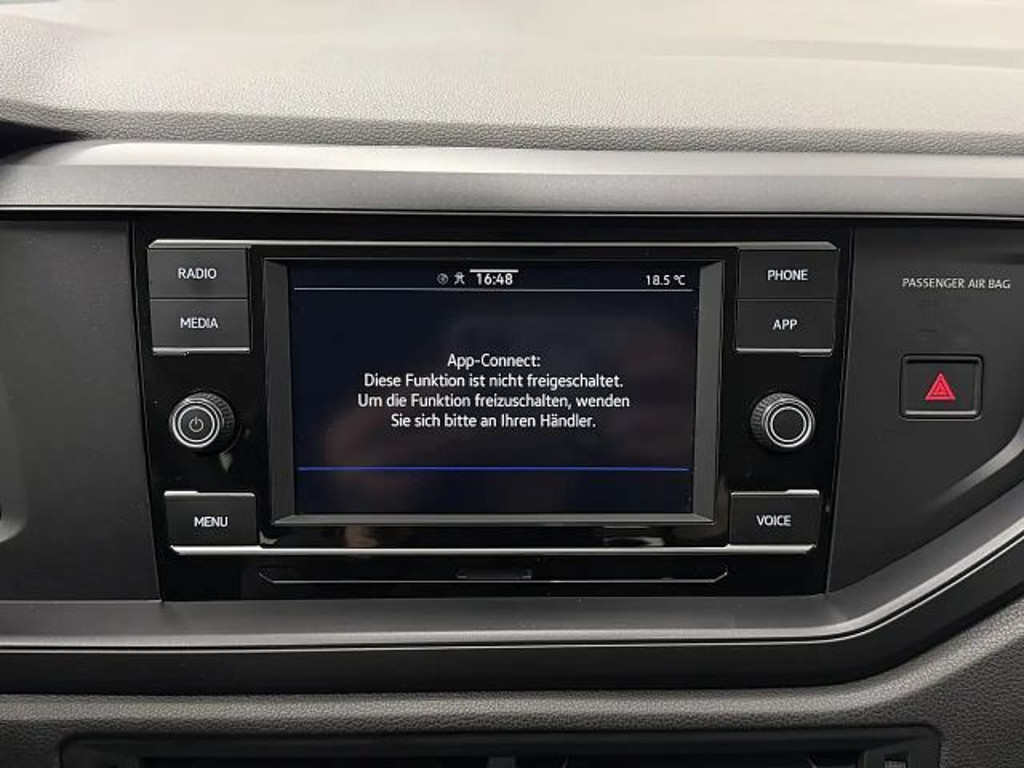 RADIO
MEDIA
MENU
16:48
18.5 °C
App-Connect:
Diese Funktion ist nicht freigeschaltet.
Um die Funktion freizuschalten, wenden
Sie sich bitte an Ihren Händler.
PHONE
APP
VOICE
PASSENGER AIR BAG